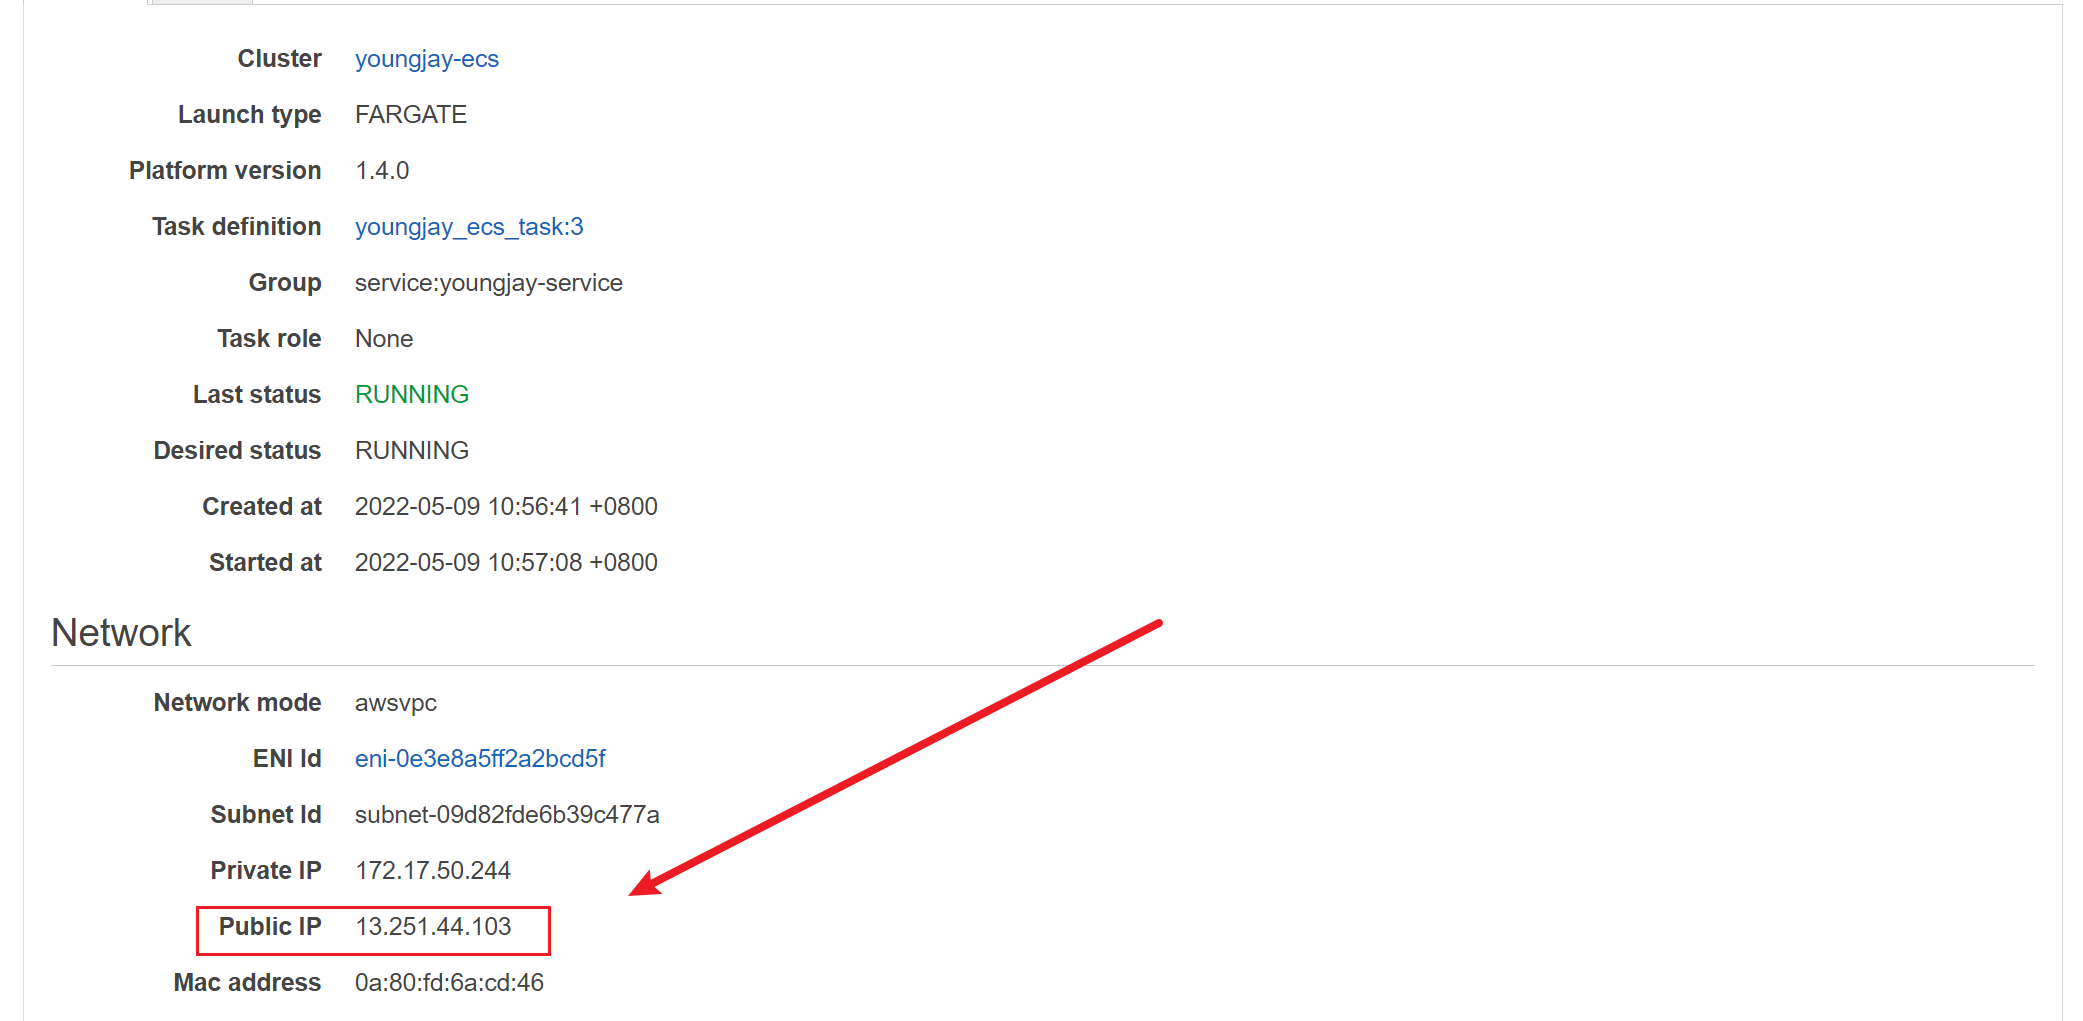 Cluster youngjay-ecs
Launch type FARGATE
Platform version 1.4.0
Task definition youngjay_ecs_task:3
Group service:youngjay-service
Task role None
Last status RUNNING
Desired status RUNNING
Created at 2022-05-09 10:56:41 +0800
Started at 2022-05-09 10:57:08 +0800
Network
Network mode awsvpc
ENI Id eni-0e3e8a5ff2a2bcd5f
Subnet Id subnet-09d82fde6b39c477a
Private IP 172.17.50.244
Public IP 13.251.44.103
Mac address 0a:80:fd:6a:cd:46